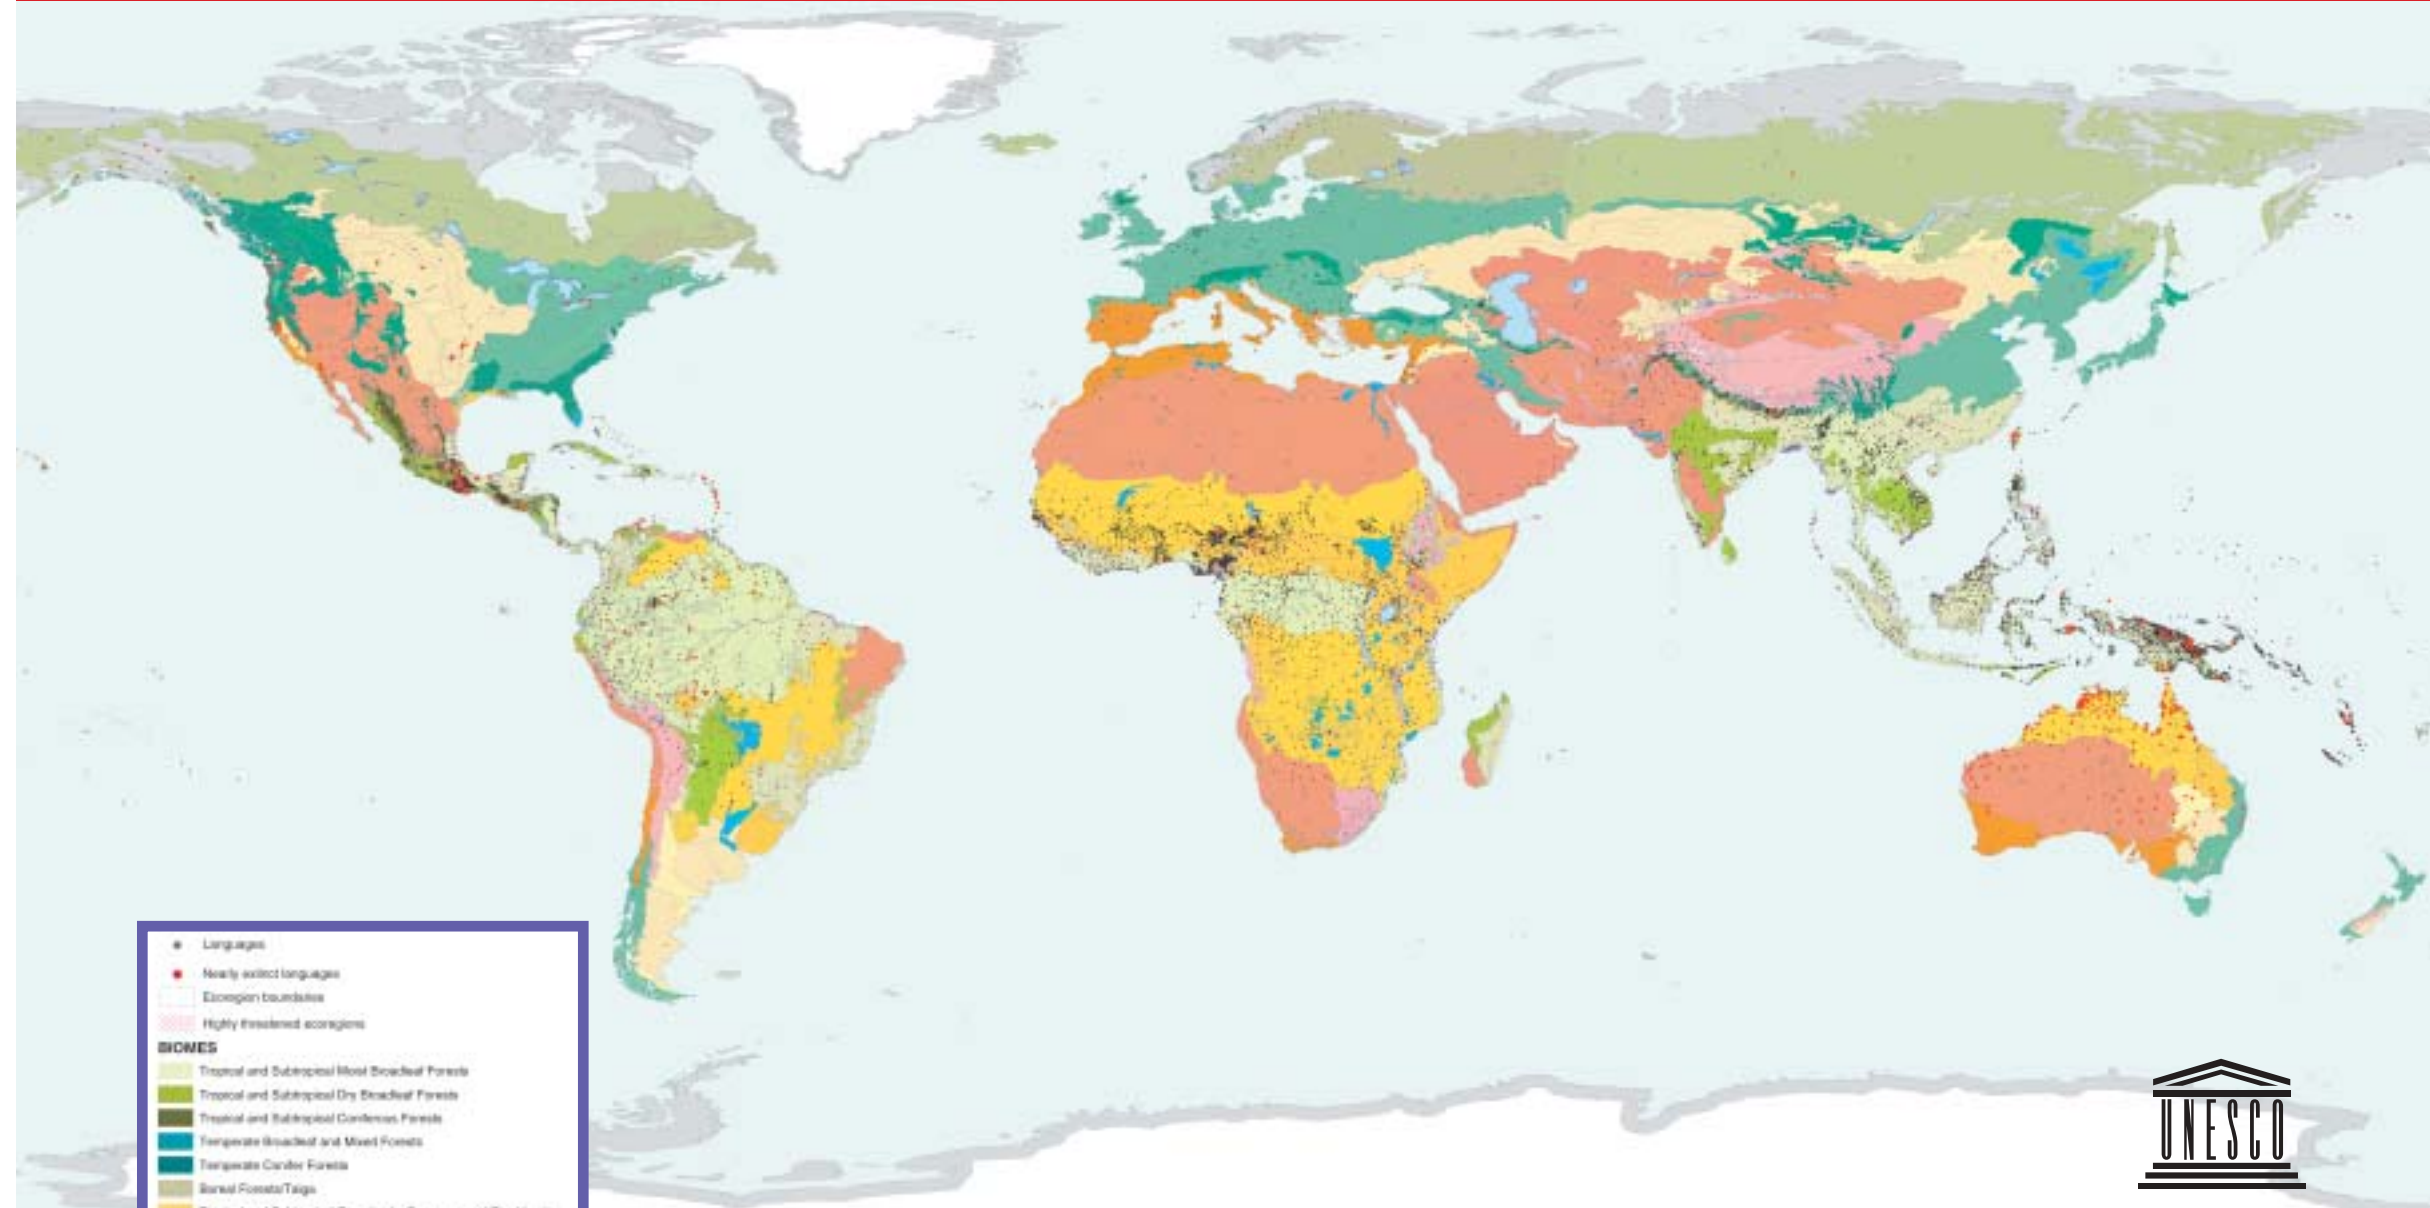 Languages
Nearly extinct languages
Ecoregion boundaries
Highly threatened ecoregions
BIOMES
Tropical and Subtropical Moist Broadleaf Forests
Tropical and Subtropical Dry Broadleaf Forests
Tropical and Subtropical Coniferous Forests
Temperate Broadleaf and Mixed Forests
Temperate Conifer Forests
Boreal Forests/Taiga
UNESCO